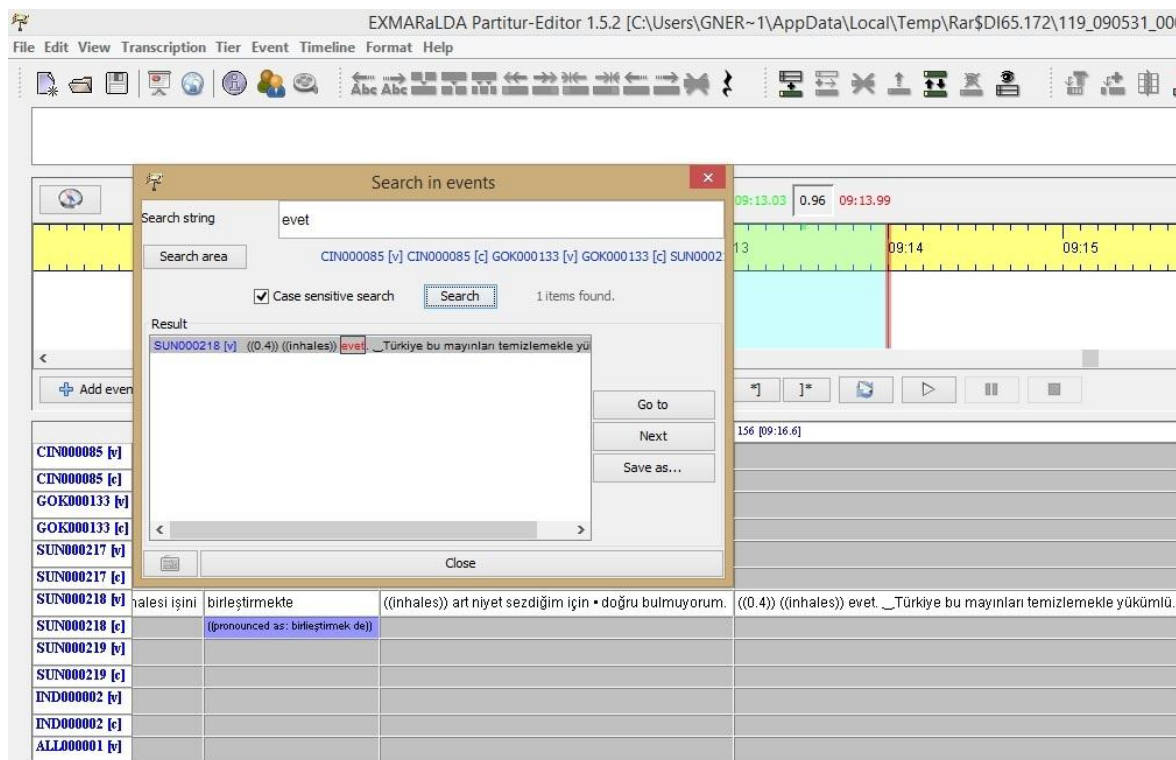 EXMARaLDA Partitur-Editor 1.5.2 [C:\Users\GNER~1\AppData\Local\Temp\Rar$DI65.172\119_090531_00
File Edit View Transcription Tier Event Timeline Format Help
Abc Abc
Search in events
Search string evet
09:13.03 0.96 09:13.99
Search area CIN000085 [v] CIN000085 [c] GOK000133 [v] GOK000133 [c] SUN0002
13 09:14 09:15
Case sensitive search Search 1 items found.
Result
SUN000218 [v] ((0.4)) ((inhales)) evet. ‿Türkiye bu mayınları temizlemekle yü
Add even
Go to
Next
Save as...
156 [09:16.6]
Close
CIN000085 [v]
CIN000085 [c]
GOK000133 [v]
GOK000133 [c]
SUN000217 [v]
SUN000217 [c]
SUN000218 [v] halesi işini birleştirmekte ((inhales)) art niyet sezdiğim için • doğru bulmuyorum. ((0.4)) ((inhales)) evet. ‿Türkiye bu mayınları temizlemekle yükümlü.
SUN000218 [c] ((pronounced as: birleştirmek de))
SUN000219 [v]
SUN000219 [c]
IND000002 [v]
IND000002 [c]
ALL000001 [v]